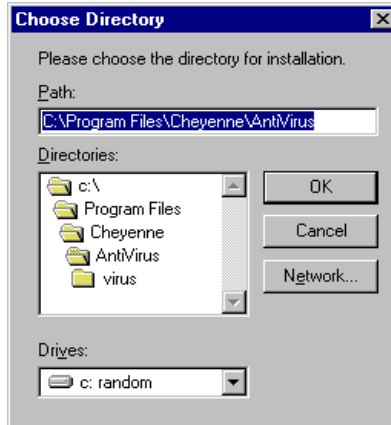 Choose Directory
Please choose the directory for installation.
Path:
C:\Program Files\Cheyenne\AntiVirus
Directories:
c:\
Program Files
Cheyenne
AntiVirus
virus
OK
Cancel
Network...
Drives:
c: random